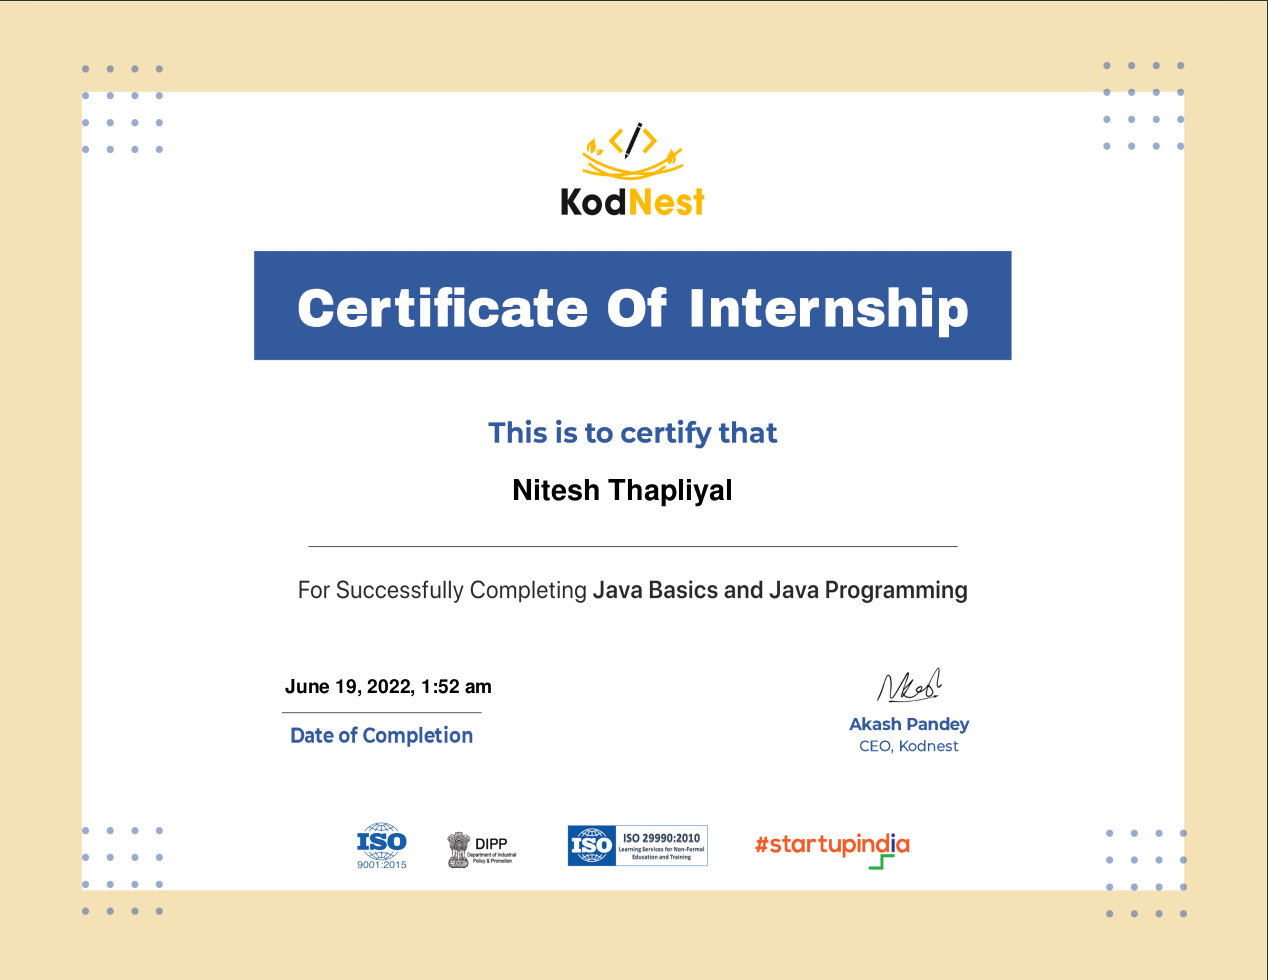 KodNest
Certificate Of Internship
This is to certify that
Nitesh Thapliyal
For Successfully Completing Java Basics and Java Programming
June 19, 2022, 1:52 am
Date of Completion
Akash Pandey
CEO, Kodnest
ISO
9001:2015
DIPP
Department of Industrial
Policy & Promotion
ISO
ISO 29990:2010
Learning Services for Non-Formal
Education and Training
#startupindia